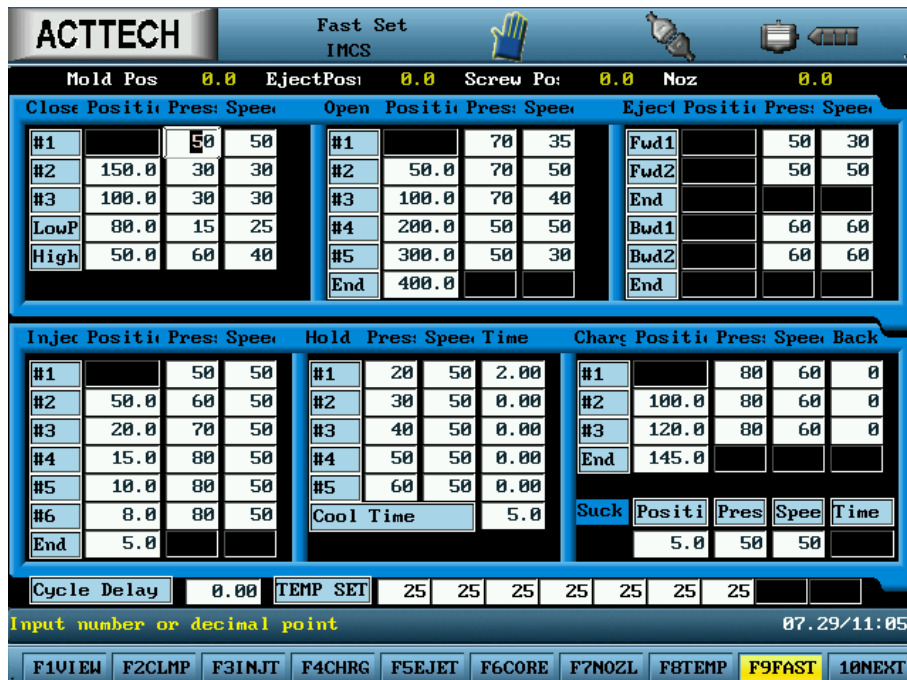 ACTTECH
Fast Set
IMCS
Mold Pos 0.0 EjectPos 0.0 Screw Po: 0.0 Noz 0.0
Close Positi Pres: Spee Open Positi Pres: Spee Eject Positi Pres: Spee
#1 50 50 #1 70 35 Fwd1 50 30
#2 150.0 30 30 #2 50.0 70 50 Fwd2 50 50
#3 100.0 30 30 #3 100.0 70 40 End
LowP 80.0 15 25 #4 200.0 50 50 Bwd1 60 60
High 50.0 60 40 #5 300.0 50 30 Bwd2 60 60
End 400.0 End
Injec Positi Pres: Spee Hold Pres: Spee Time Charg Positi Pres: Spee Back
#1 50 50 #1 20 50 2.00 #1 80 60 0
#2 50.0 60 50 #2 30 50 0.00 #2 100.0 80 60 0
#3 20.0 70 50 #3 40 50 0.00 #3 120.0 80 60 0
#4 15.0 80 50 #4 50 50 0.00 End 145.0
#5 10.0 80 50 #5 60 50 0.00
#6 8.0 80 50 Cool Time 5.0 Suck Positi Pres Spee Time
End 5.0 5.0 50 50
Cycle Delay 0.00 TEMP SET 25 25 25 25 25 25 25
Input number or decimal point 07.29/11:05
F1VIEW F2CLMP F3INJT F4CHRG F5EJET F6CORE F7NOZL F8TEMP F9FAST 10NEXT